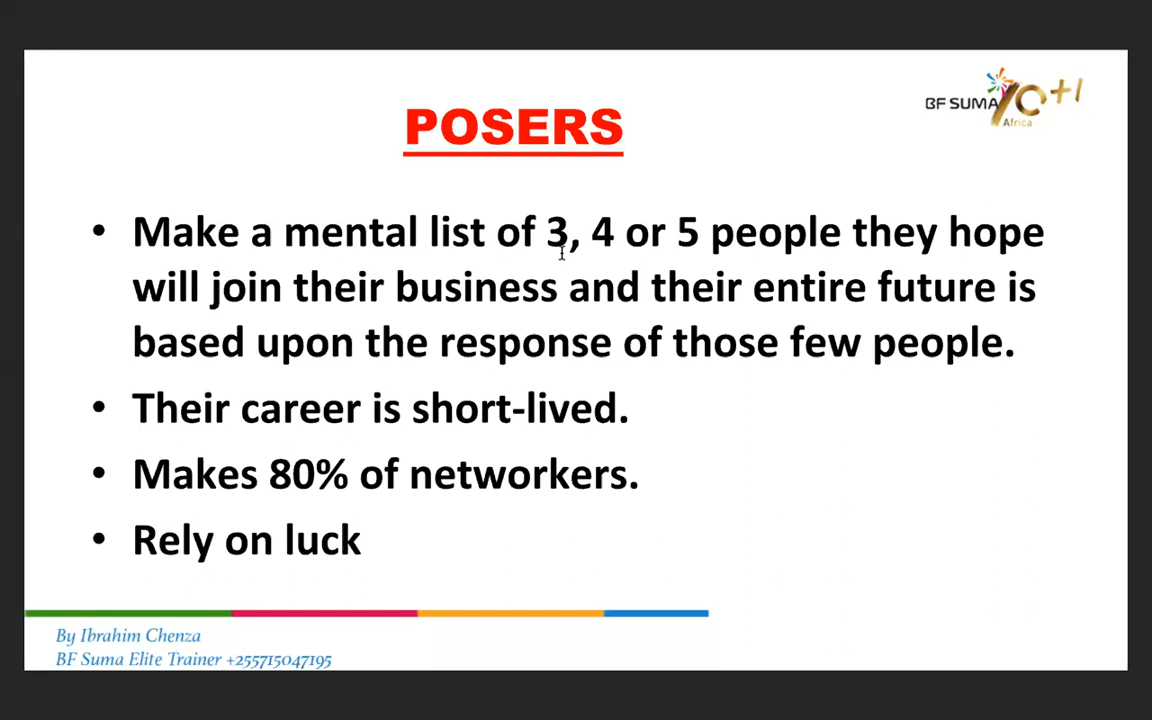 POSERS
BF SUMA 10+1
Africa
• Make a mental list of 3, 4 or 5 people they hope
will join their business and their entire future is
based upon the response of those few people.
• Their career is short-lived.
• Makes 80% of networkers.
• Rely on luck
By Ibrahim Chenza
BF Suma Elite Trainer +255715047195